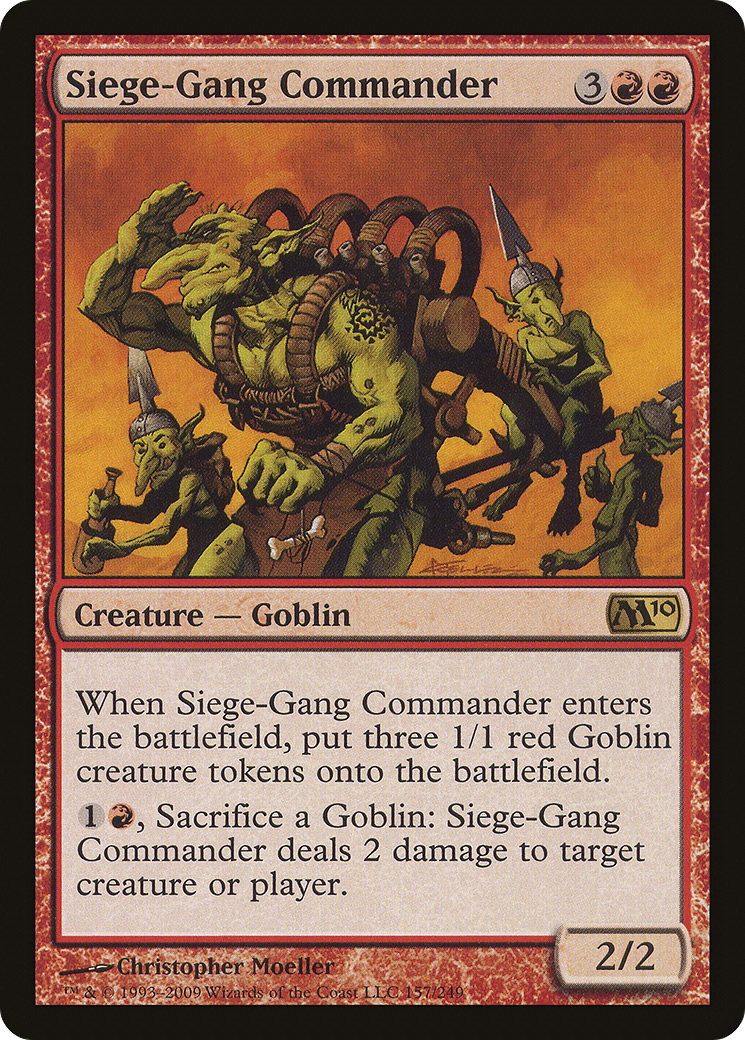 Siege-Gang Commander 3
Creature — Goblin M10
When Siege-Gang Commander enters
the battlefield, put three 1/1 red Goblin
creature tokens onto the battlefield.
1, Sacrifice a Goblin: Siege-Gang
Commander deals 2 damage to target
creature or player.
2/2
Christopher Moeller
™ & © 1993–2009 Wizards of the Coast LLC 157/249